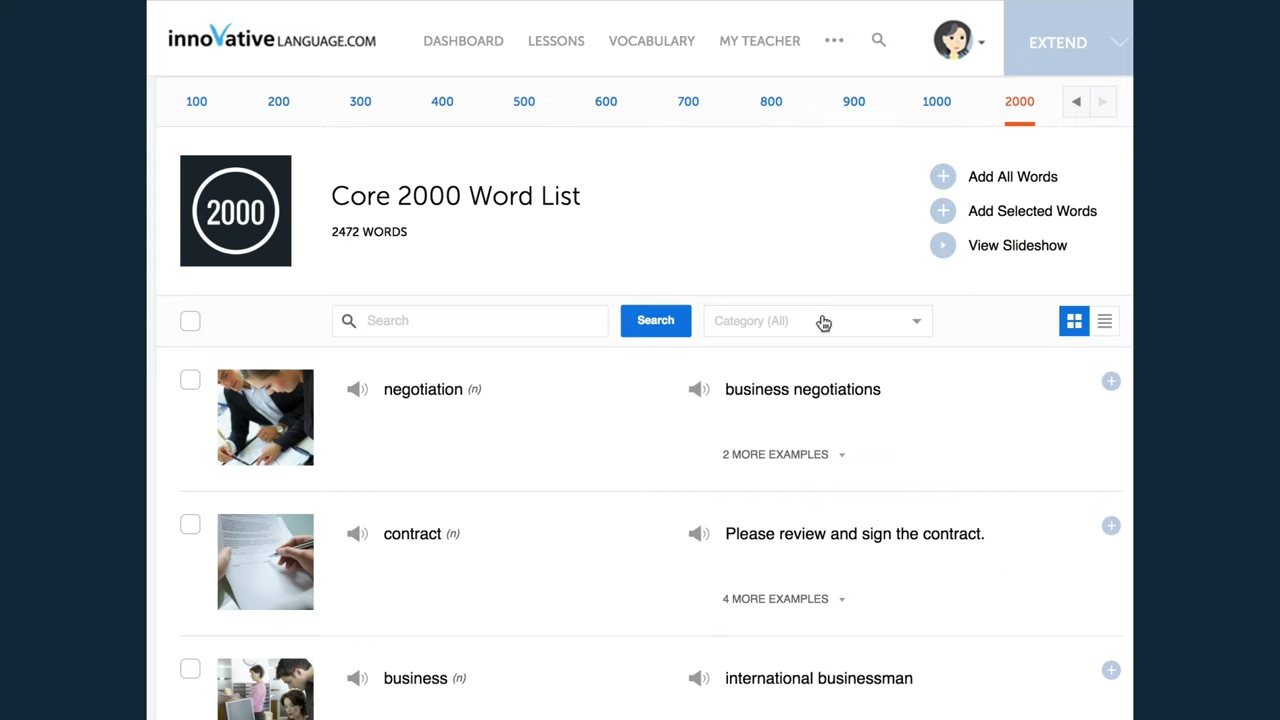 innoVative LANGUAGE.COM
DASHBOARD LESSONS VOCABULARY MY TEACHER ••• EXTEND
100 200 300 400 500 600 700 800 900 1000 2000
2000
Core 2000 Word List
2472 WORDS
Add All Words
Add Selected Words
View Slideshow
Search Search Category (All)
negotiation (n) business negotiations
2 MORE EXAMPLES
contract (n) Please review and sign the contract.
4 MORE EXAMPLES
business (n) international businessman